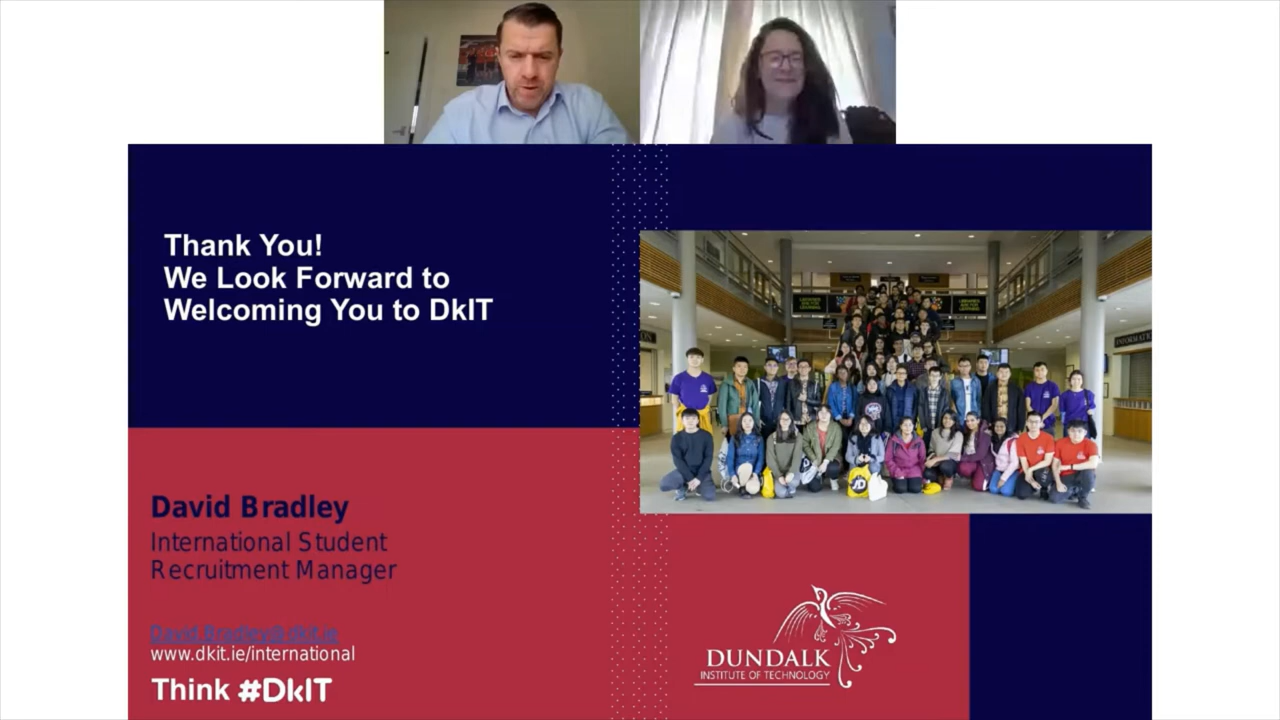 Thank You!
We Look Forward to
Welcoming You to DkIT
David Bradley
International Student
Recruitment Manager
David.Bradley@dkit.ie
www.dkit.ie/international
Think #DkIT
DUNDALK
INSTITUTE OF TECHNOLOGY
JD